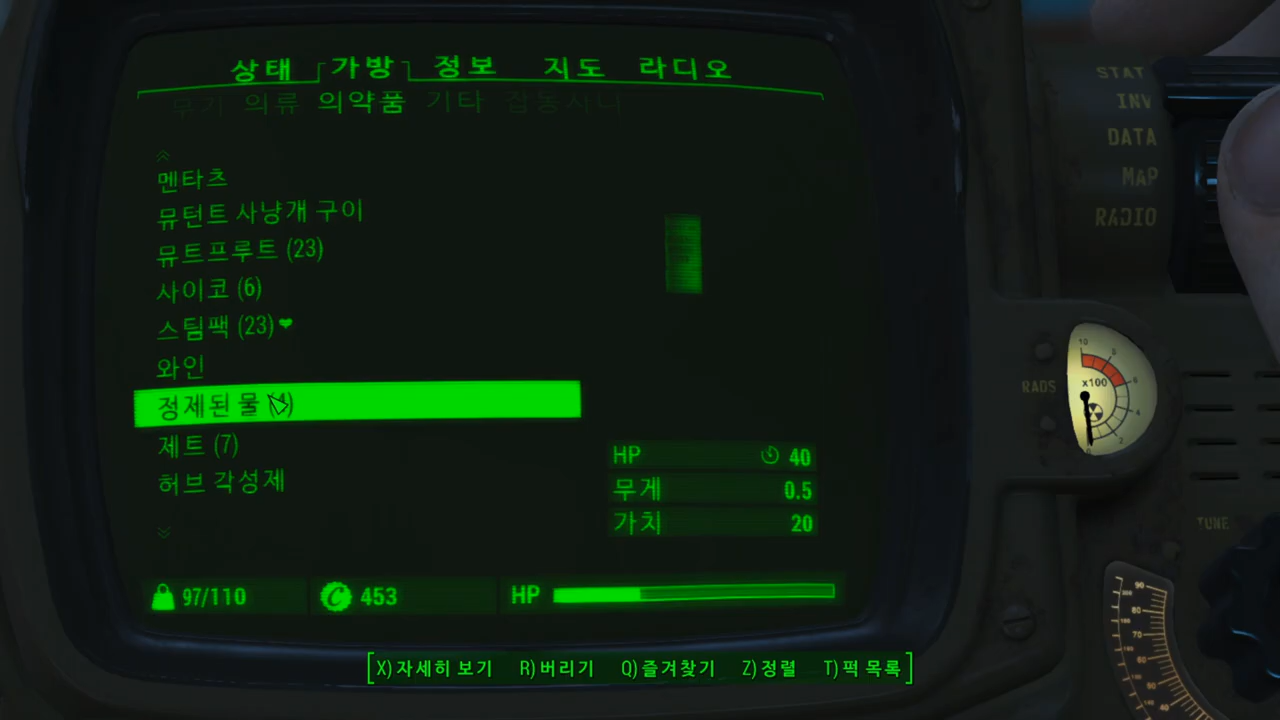 상태 가방 정보 지도 라디오
무기 의류 의약품 기타 잡동사니
멘타츠
뮤턴트 사냥개 구이
뮤트프루트 (23)
사이코 (6)
스팀팩 (23)
와인
정제된 물
제트 (7)
허브 각성제
HP 40
무게 0.5
가치 20
97/110 453 HP
X)자세히 보기 R)버리기 Q)즐겨찾기 Z)정렬 T)퍽 목록
STAT
INV
DATA
MAP
RADIO
RADS
x100
TUNE